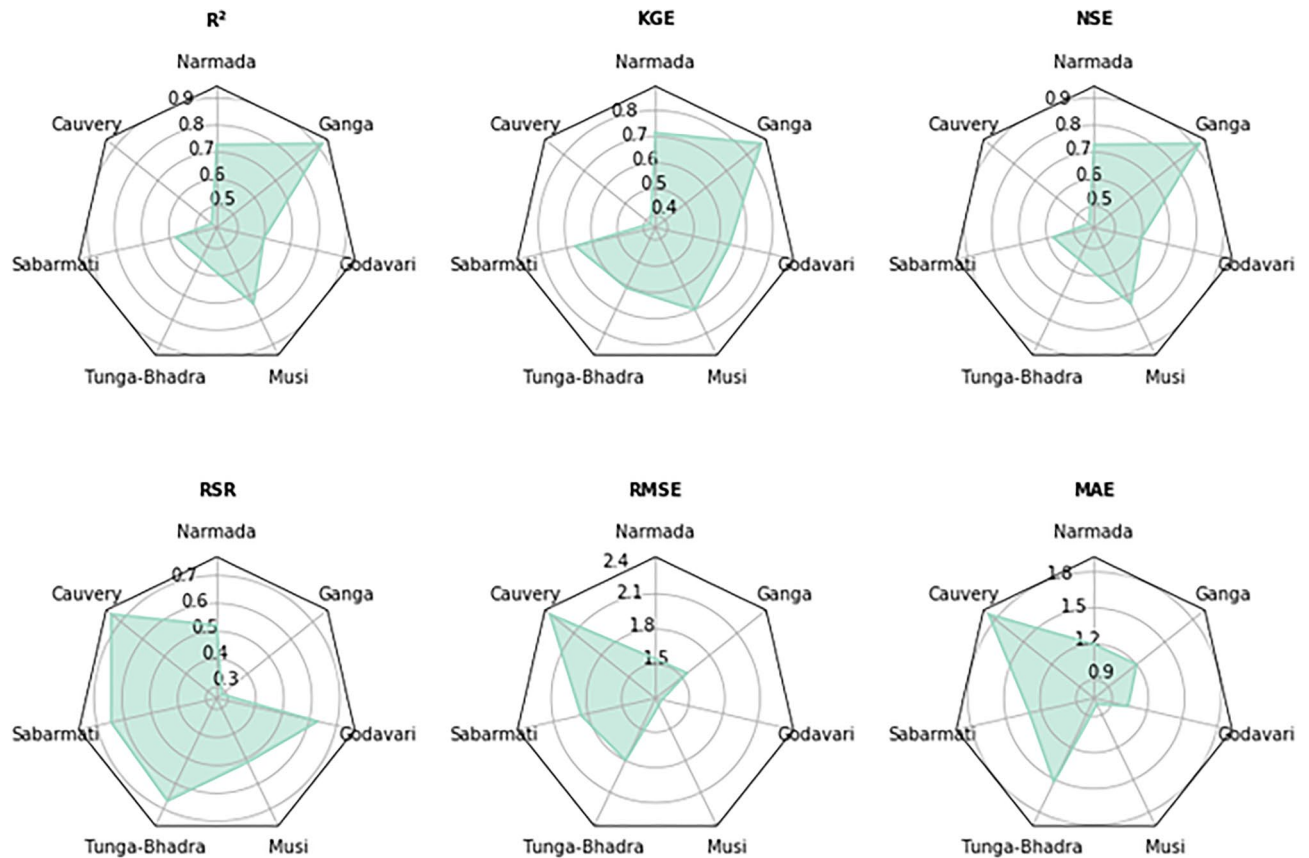 R²
Narmada
Ganga
Godavari
Musi
Tunga-Bhadra
Sabarmati
Cauvery
0.9
0.8
0.7
0.6
0.5
KGE
Narmada
Ganga
Godavari
Musi
Tunga-Bhadra
Sabarmati
Cauvery
0.8
0.7
0.6
0.5
0.4
NSE
Narmada
Ganga
Godavari
Musi
Tunga-Bhadra
Sabarmati
Cauvery
0.9
0.8
0.7
0.6
0.5
RSR
Narmada
Ganga
Godavari
Musi
Tunga-Bhadra
Sabarmati
Cauvery
0.7
0.6
0.5
0.4
0.3
RMSE
Narmada
Ganga
Godavari
Musi
Tunga-Bhadra
Sabarmati
Cauvery
2.4
2.1
1.8
1.5
MAE
Narmada
Ganga
Godavari
Musi
Tunga-Bhadra
Sabarmati
Cauvery
1.8
1.5
1.2
0.9